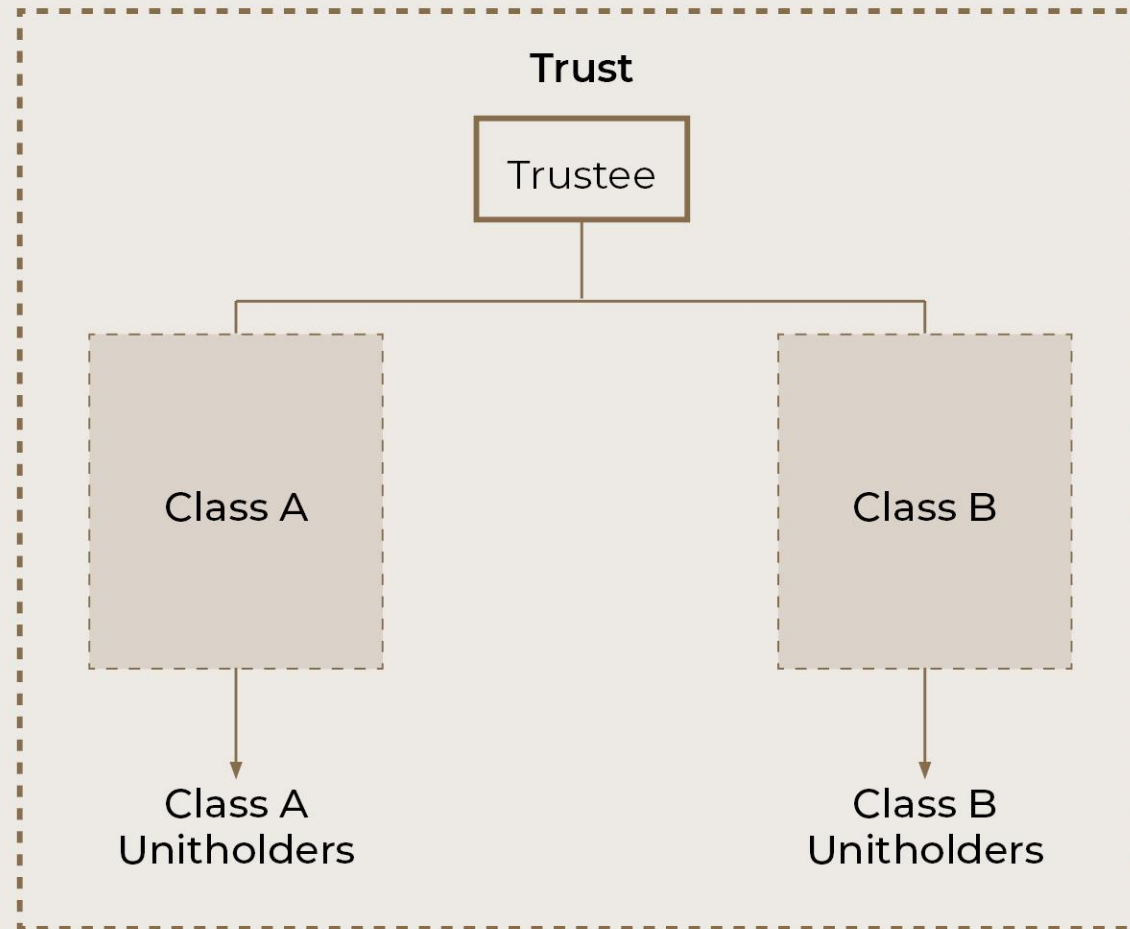 Trust
Trustee
Class A
Class B
Class A
Unitholders
Class B
Unitholders